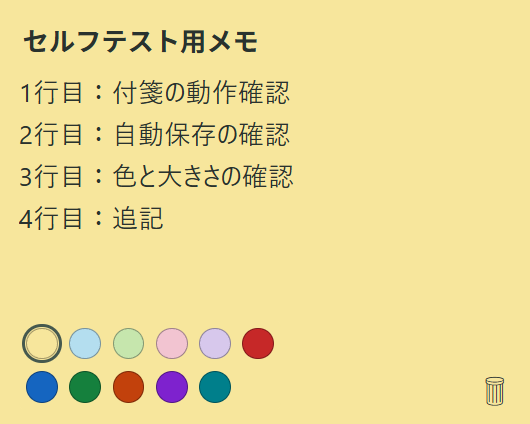 セルフテスト用メモ
1行目：付箋の動作確認
2行目：自動保存の確認
3行目：色と大きさの確認
4行目：追記